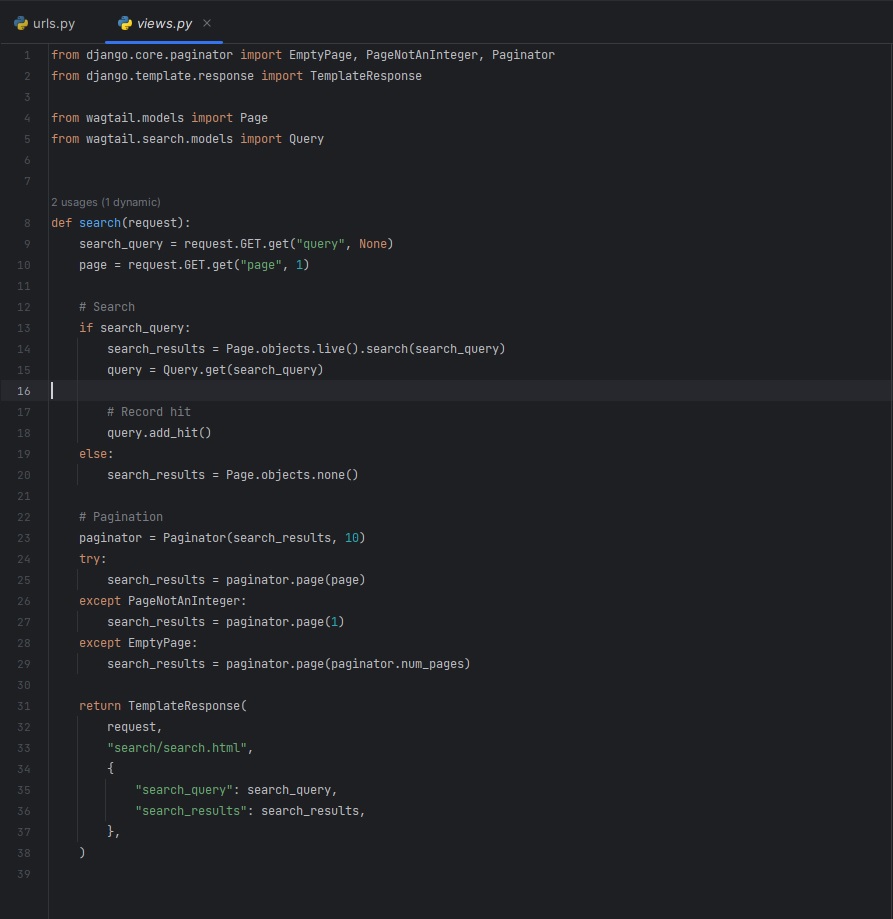 urls.py
views.py
1 from django.core.paginator import EmptyPage, PageNotAnInteger, Paginator
2 from django.template.response import TemplateResponse
3
4 from wagtail.models import Page
5 from wagtail.search.models import Query
6
7
2 usages (1 dynamic)
8 def search(request):
9     search_query = request.GET.get("query", None)
10     page = request.GET.get("page", 1)
11
12     # Search
13     if search_query:
14         search_results = Page.objects.live().search(search_query)
15         query = Query.get(search_query)
16
17         # Record hit
18         query.add_hit()
19     else:
20         search_results = Page.objects.none()
21
22     # Pagination
23     paginator = Paginator(search_results, 10)
24     try:
25         search_results = paginator.page(page)
26     except PageNotAnInteger:
27         search_results = paginator.page(1)
28     except EmptyPage:
29         search_results = paginator.page(paginator.num_pages)
30
31     return TemplateResponse(
32         request,
33         "search/search.html",
34         {
35             "search_query": search_query,
36             "search_results": search_results,
37         },
38     )
39